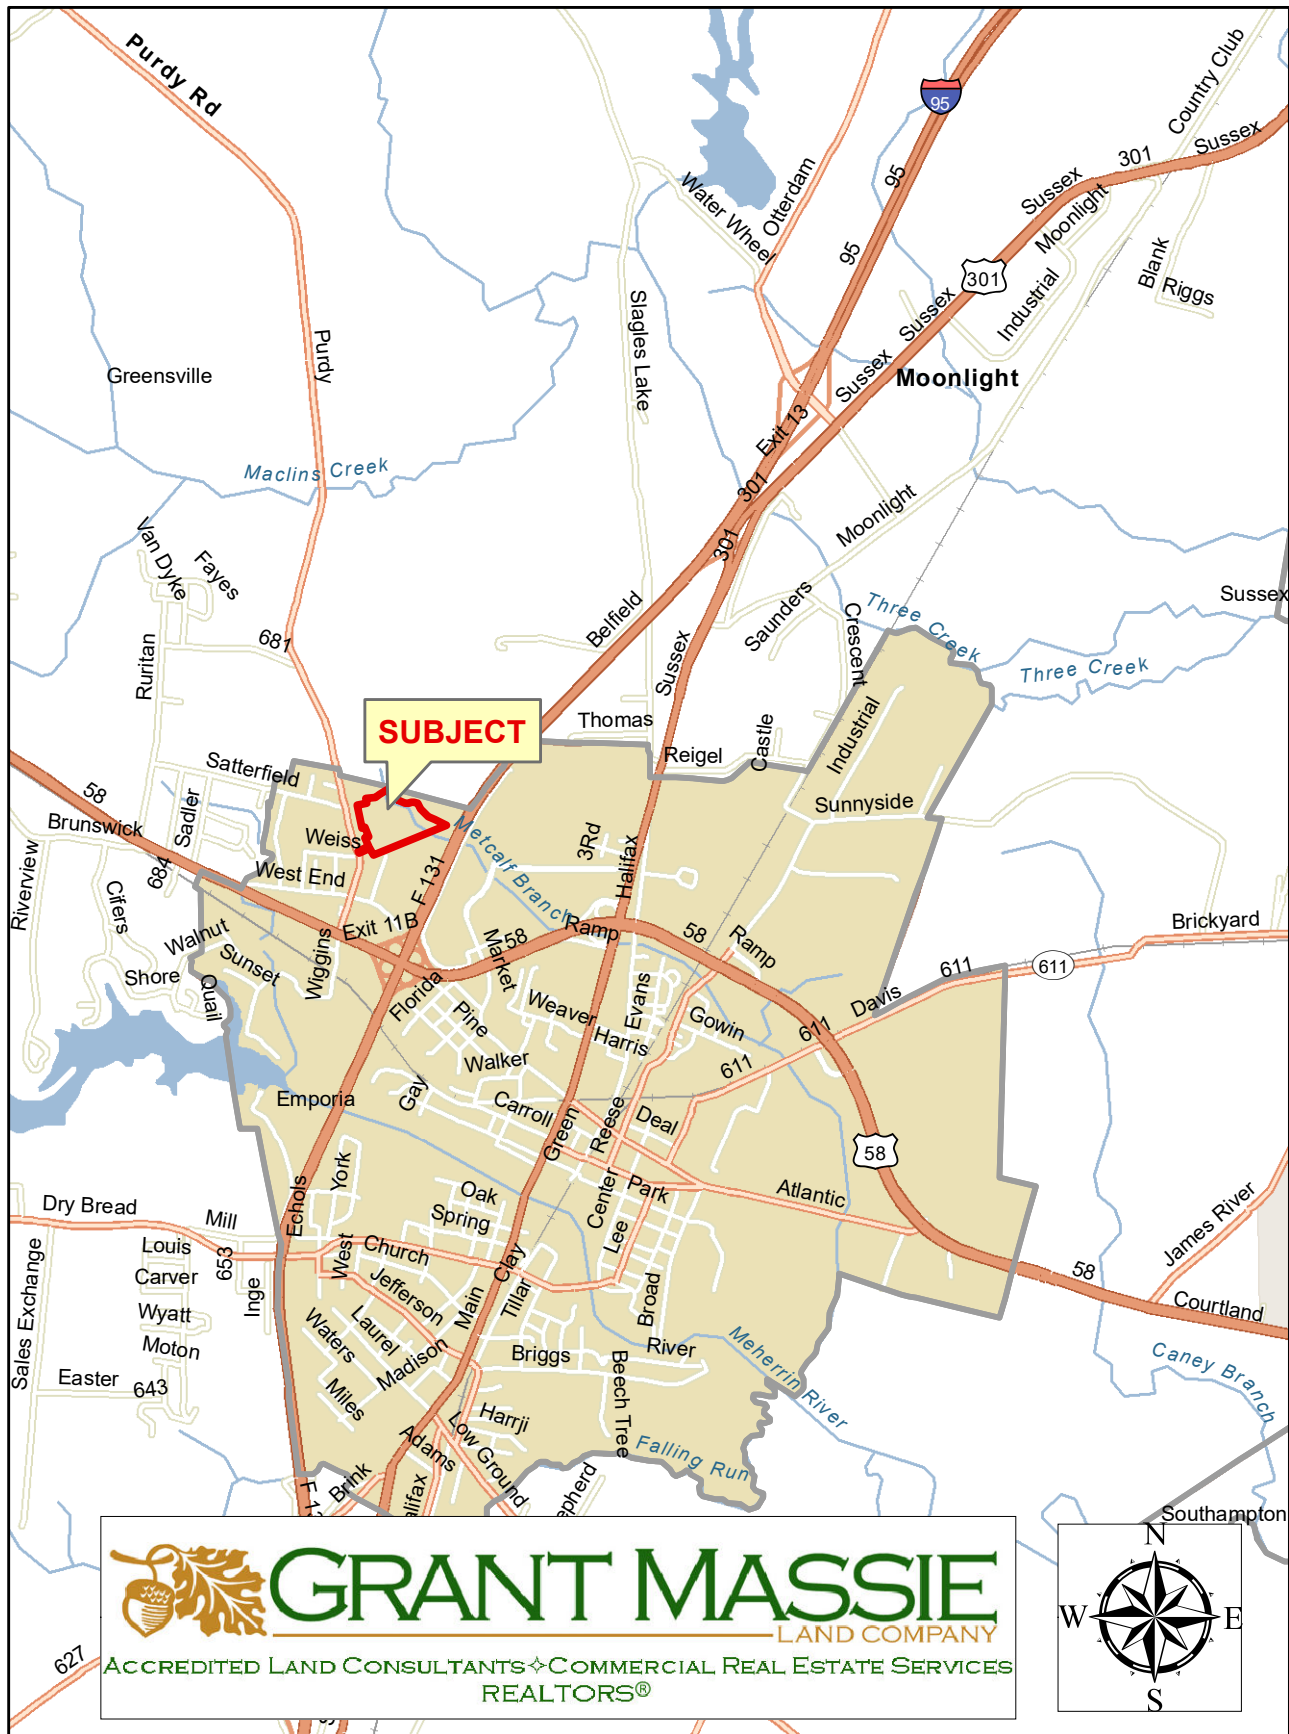 Purdy Rd
Country Club
95
301
Sussex
Sussex
Moonlight
Otterdam
Water Wheel
95
95
301
Blank
Riggs
Industrial
Sussex
Sussex
Moonlight
Slagles Lake
Purdy
Greensville
Exit 13
301
Maclins Creek
301
Moonlight
Van Dyke
Fayes
Belfield
Saunders
Crescent
Three Creek
Sussex
Three Creek
681
Ruritan
Sussex
SUBJECT
Thomas
Reigel
Castle
Industrial
Satterfield
58
Sadler
Brunswick
Weiss
Metcalf Branch
3Rd
Halifax
Sunnyside
684
West End
F 131
Riverview
Cifers
Walnut
Exit 11B
Ramp
58
58
Ramp
Brickyard
Sunset
Wiggins
Market
Shore
Quail
Florida
Pine
Weaver
Evans
Gowin
Davis
611
611
611
Harris
Walker
611
Emporia
Gay
Carroll
Green
Reese
Deal
58
York
Echols
Oak
Spring
Center
Park
Atlantic
Dry Bread
Mill
Louis
653
Church
Lee
James River
Carver
Inge
West
Jefferson
Clay
Tillar
Broad
58
Courtland
Sales Exchange
Wyatt
Moton
Waters
Laurel
Main
Madison
Briggs
River
Meherrin River
Caney Branch
Easter
643
Miles
Beech Tree
Harrji
Adams
Low Ground
Falling Run
Brink
Southampton
GRANT MASSIE
LAND COMPANY
ACCREDITED LAND CONSULTANTS✧COMMERCIAL REAL ESTATE SERVICES
REALTORS®
627
N
W
E
S